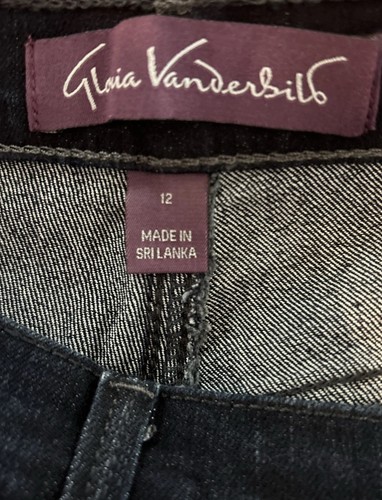 Gloria Vanderbilt
12
MADE IN
SRI LANKA